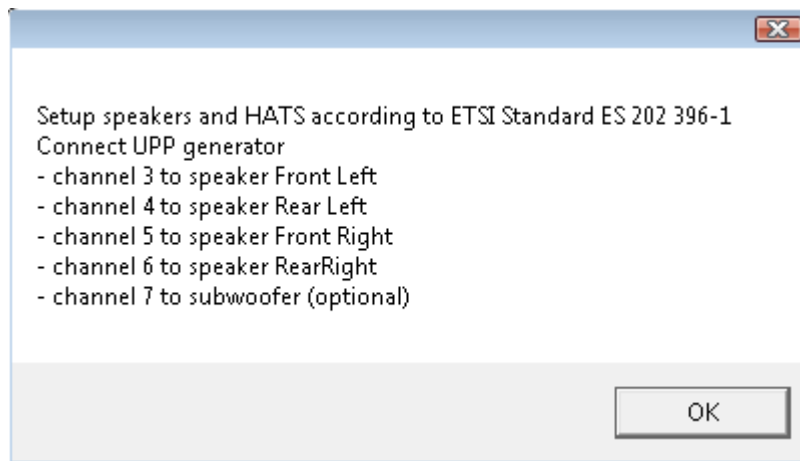 Setup speakers and HATS according to ETSI Standard ES 202 396-1
Connect UPP generator
- channel 3 to speaker Front Left
- channel 4 to speaker Rear Left
- channel 5 to speaker Front Right
- channel 6 to speaker RearRight
- channel 7 to subwoofer (optional)
OK